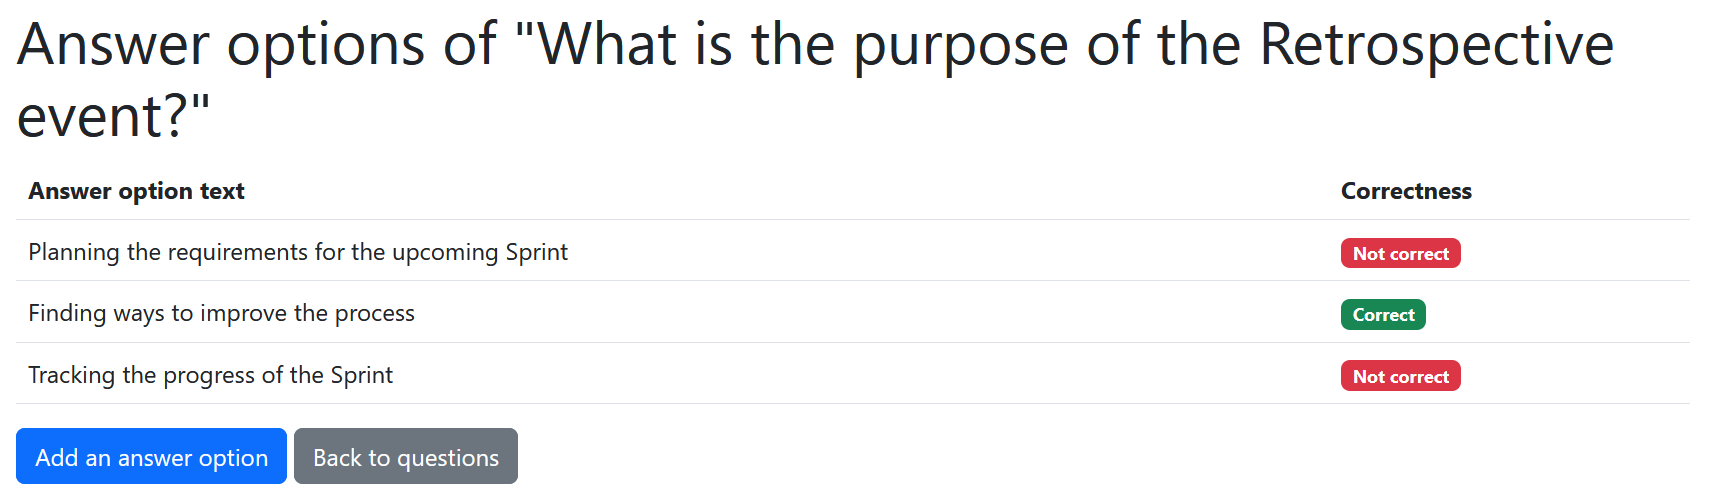 Answer options of "What is the purpose of the Retrospective
event?"
Answer option text Correctness
Planning the requirements for the upcoming Sprint Not correct
Finding ways to improve the process Correct
Tracking the progress of the Sprint Not correct
Add an answer option Back to questions